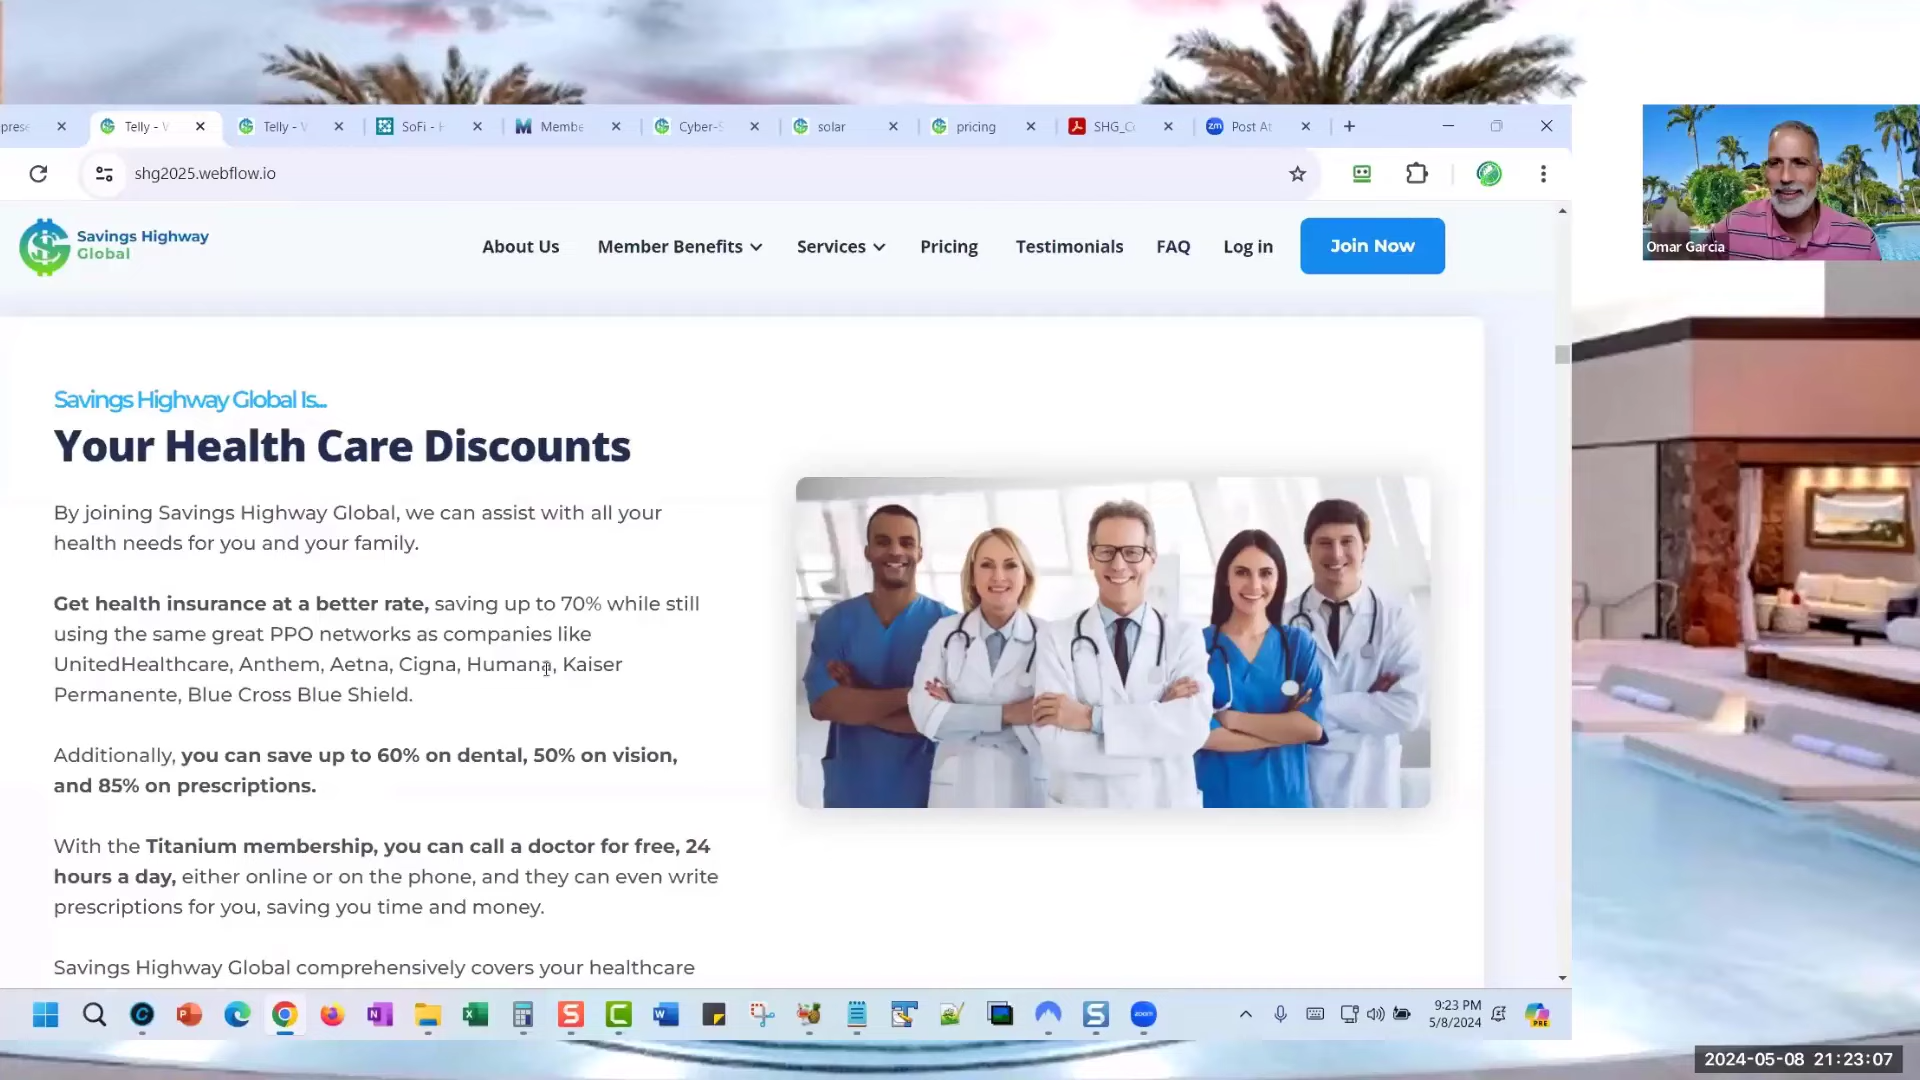 prese
Telly - V
Telly - V
SoFi - H
Membe
Cyber-S
solar
pricing
SHG_C
zm
Post At
shg2025.webflow.io
Savings Highway
Global
About Us
Member Benefits
Services
Pricing
Testimonials
FAQ
Log in
Join Now
Omar Garcia
Savings Highway Global Is...
Your Health Care Discounts
By joining Savings Highway Global, we can assist with all your
health needs for you and your family.
Get health insurance at a better rate, saving up to 70% while still
using the same great PPO networks as companies like
UnitedHealthcare, Anthem, Aetna, Cigna, Humana, Kaiser
Permanente, Blue Cross Blue Shield.
Additionally, you can save up to 60% on dental, 50% on vision,
and 85% on prescriptions.
With the Titanium membership, you can call a doctor for free, 24
hours a day, either online or on the phone, and they can even write
prescriptions for you, saving you time and money.
Savings Highway Global comprehensively covers your healthcare
zoom
9:23 PM
5/8/2024
PRE
2024-05-08 21:23:07